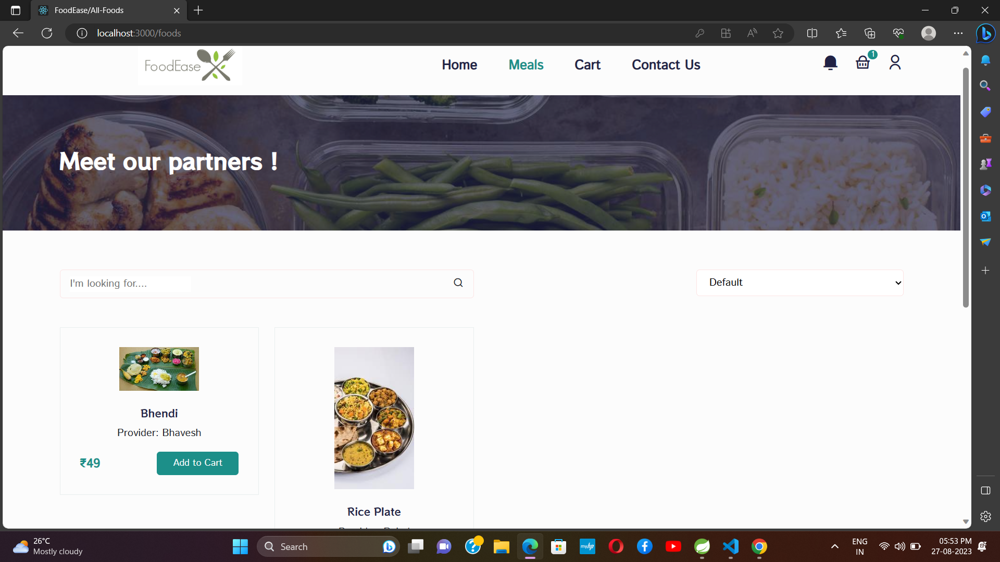 FoodEase/All-Foods
localhost:3000/foods
FoodEase
Home
Meals
Cart
Contact Us
1
Meet our partners !
I'm looking for....
Default
Bhendi
Provider: Bhavesh
₹49
Add to Cart
Rice Plate
26°C
Mostly cloudy
Search
myhp
ENG
IN
05:53 PM
27-08-2023